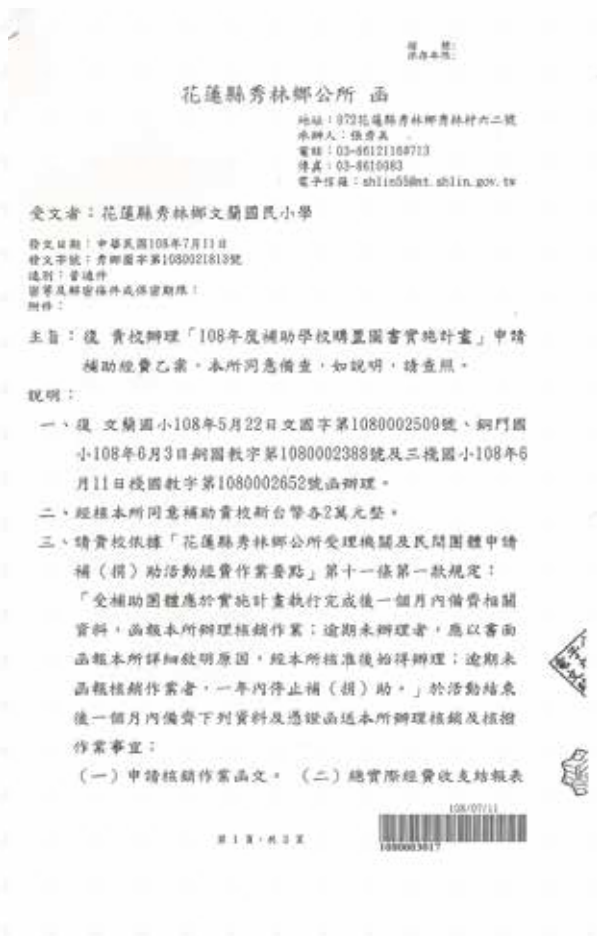 檔　　號：
保存年限：
花蓮縣秀林鄉公所 函
地址：972花蓮縣秀林鄉秀林村六二號
承辦人：張秀美
電話：03-8612116#713
傳真：03-8610983
電子信箱：shlin55@nt.shlin.gov.tw
受文者：花蓮縣秀林鄉文蘭國民小學
發文日期：中華民國108年7月11日
發文字號：秀鄉圖字第1080021813號
速別：普通件
密等及解密條件或保密期限：
附件：
主旨：復 貴校辦理「108年度補助學校購置圖書實施計畫」申請
補助經費乙案，本所同意備查，如說明，請查照。
說明：
一、復 文蘭國小108年5月22日文國字第1080002509號、銅門國
小108年6月3日銅國教字第1080002388號及三棧國小108年6
月11日棧國教字第1080002652號函辦理。
二、經核本所同意補助貴校新台幣各2萬元整。
三、請貴校依據「花蓮縣秀林鄉公所受理機關及民間團體申請
補（捐）助活動經費作業要點」第十一條第一款規定：
「受補助團體應於實施計畫執行完成後一個月內備齊相關
資料，函報本所辦理核銷作業；逾期未辦理者，應以書面
函報本所詳細敘明原因，經本所核准後始得辦理；逾期未
函報核銷作業者，一年內停止補（捐）助。」於活動結束
後一個月內備齊下列資料及憑證函送本所辦理核銷及核撥
作業事宜：
（一）申請核銷作業函文。（二）總實際經費收支結報表
108/07/11
第 1 頁，共 2 頁
1080003017